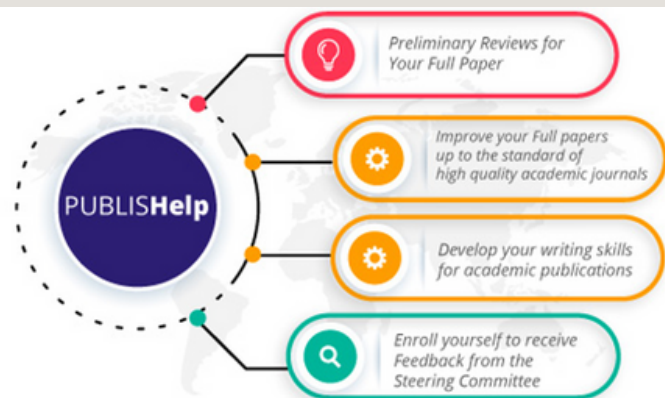 PUBLISHelp
Preliminary Reviews for
Your Full Paper
Improve your Full papers
up to the standard of
high quality academic journals
Develop your writing skills
for academic publications
Enroll yourself to receive
Feedback from the
Steering Committee